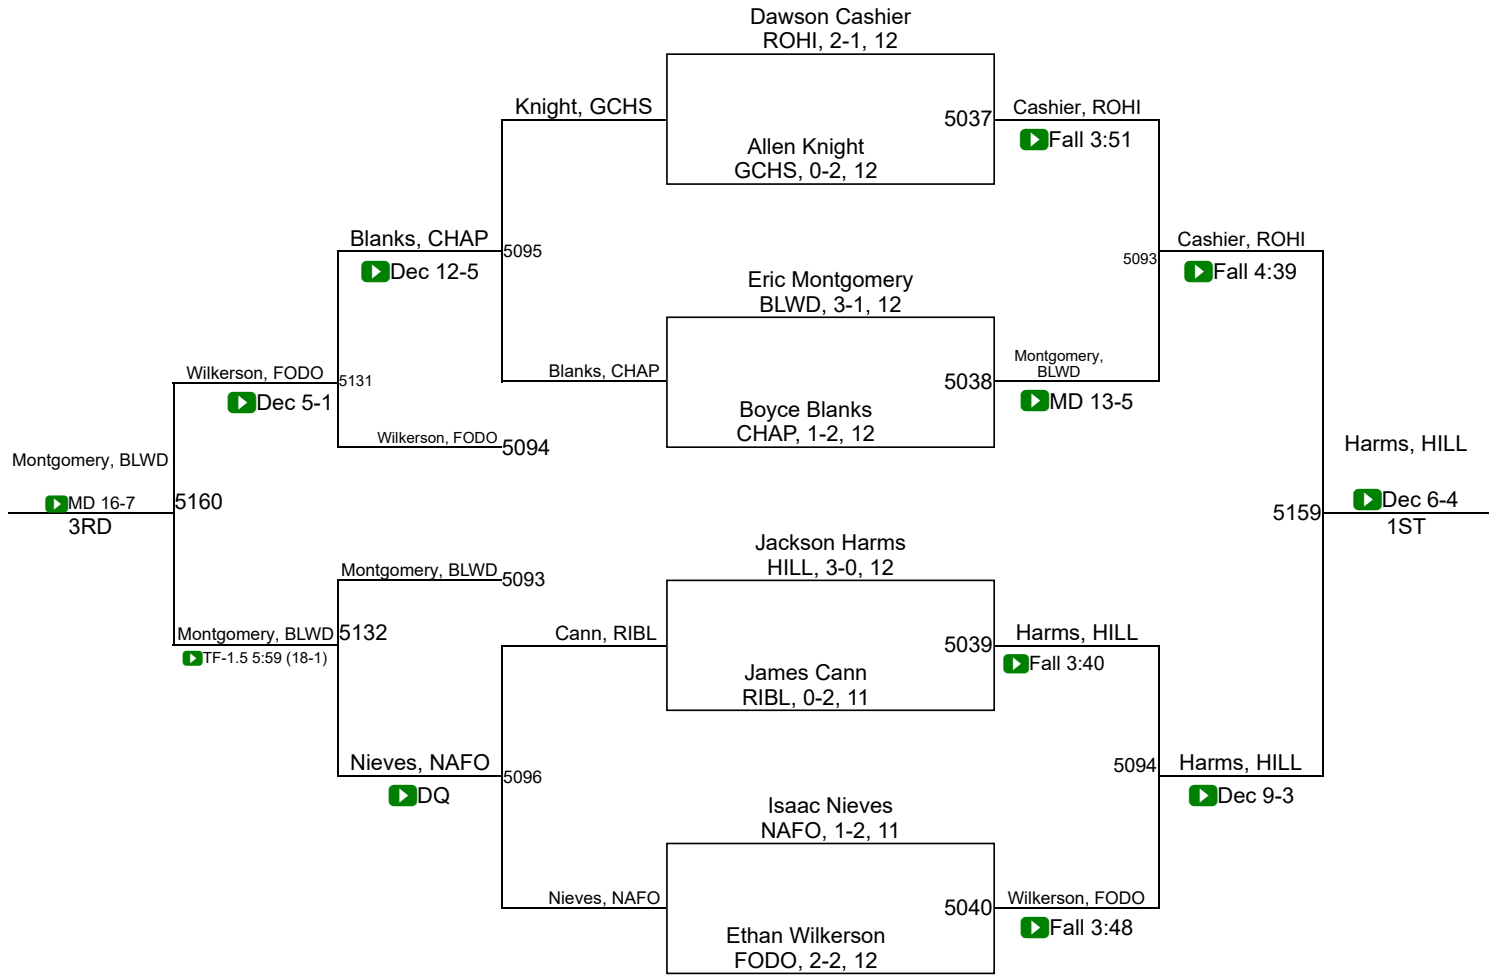 Dawson Cashier
ROHI, 2-1, 12
Knight, GCHS
5037
Cashier, ROHI
Fall 3:51
Allen Knight
GCHS, 0-2, 12
Blanks, CHAP
5095
Dec 12-5
5093
Cashier, ROHI
Fall 4:39
Eric Montgomery
BLWD, 3-1, 12
Wilkerson, FODO
5131
Dec 5-1
Blanks, CHAP
5038
Montgomery,
BLWD
MD 13-5
Boyce Blanks
CHAP, 1-2, 12
Wilkerson, FODO
5094
Montgomery, BLWD
MD 16-7
3RD
5160
Harms, HILL
5159
Dec 6-4
1ST
Jackson Harms
HILL, 3-0, 12
Montgomery, BLWD
5093
Montgomery, BLWD
5132
TF-1.5 5:59 (18-1)
Cann, RIBL
5039
Harms, HILL
Fall 3:40
James Cann
RIBL, 0-2, 11
Nieves, NAFO
5096
DQ
5094
Harms, HILL
Dec 9-3
Isaac Nieves
NAFO, 1-2, 11
Nieves, NAFO
5040
Wilkerson, FODO
Fall 3:48
Ethan Wilkerson
FODO, 2-2, 12